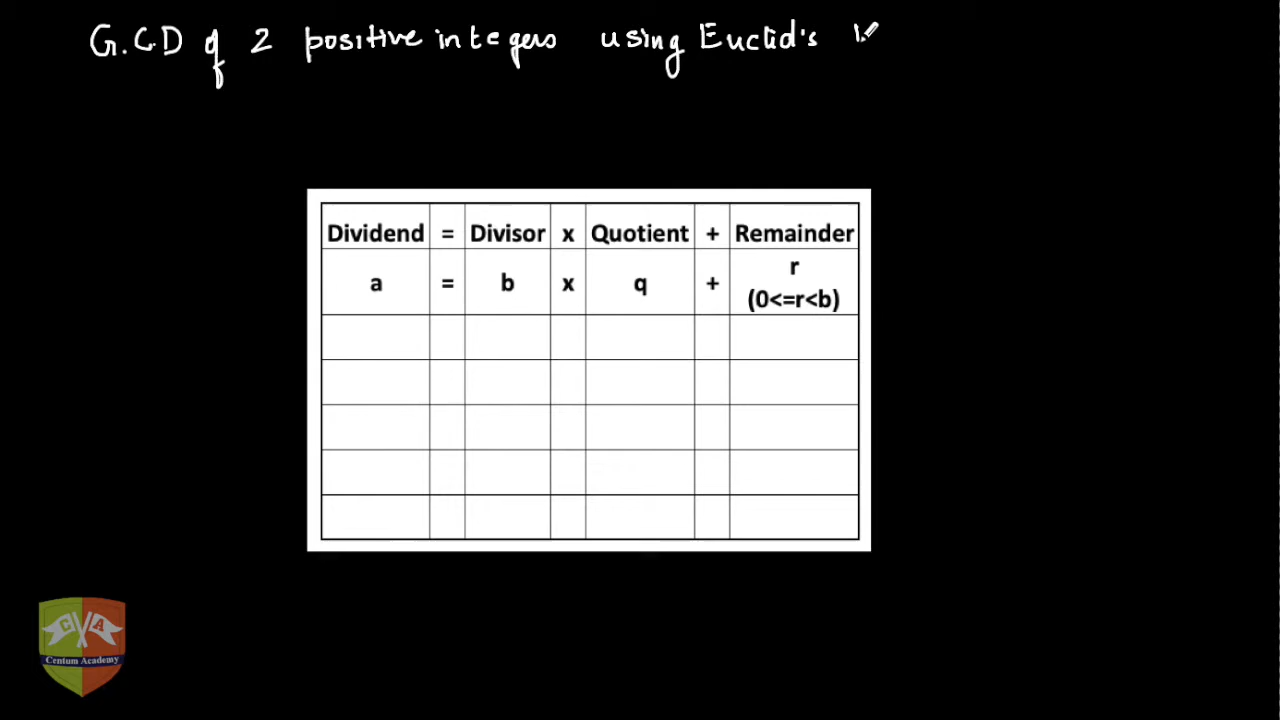 G.C.D of 2 positive integers using Euclid's
Dividend = Divisor x Quotient + Remainder
a = b x q + r
(0<=r<b)
C A
Centum Academy